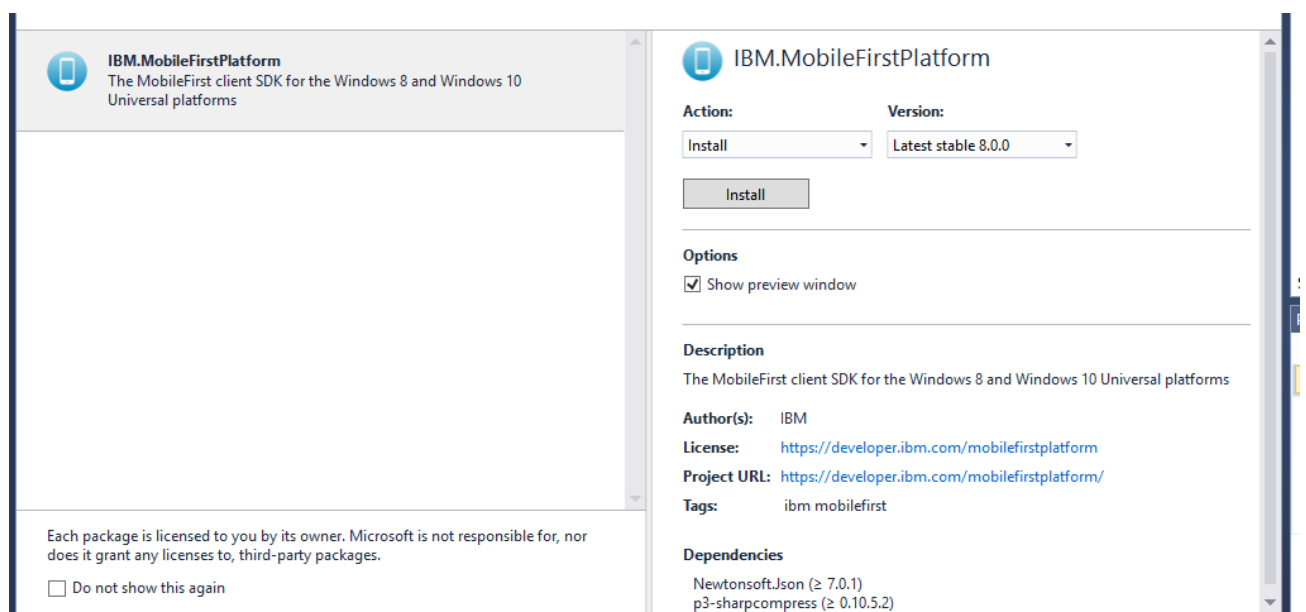 IBM.MobileFirstPlatform
The MobileFirst client SDK for the Windows 8 and Windows 10
Universal platforms
Each package is licensed to you by its owner. Microsoft is not responsible for, nor
does it grant any licenses to, third-party packages.
Do not show this again
IBM.MobileFirstPlatform
Action: Version:
Install Latest stable 8.0.0
Install
Options
Show preview window
Description
The MobileFirst client SDK for the Windows 8 and Windows 10 Universal platforms
Author(s): IBM
License: https://developer.ibm.com/mobilefirstplatform
Project URL: https://developer.ibm.com/mobilefirstplatform/
Tags: ibm mobilefirst
Dependencies
Newtonsoft.Json (≥ 7.0.1)
p3-sharpcompress (≥ 0.10.5.2)